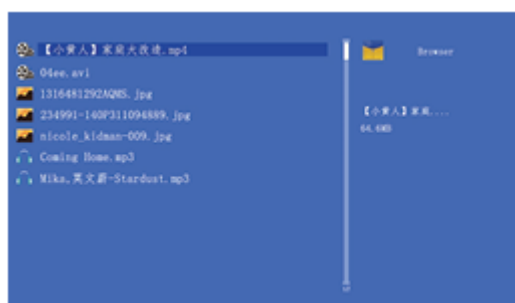 【小黄人】家庭大改造.mp4
04ee.avi
1316481292AQMS.jpg
234991-140P311094889.jpg
nicole_kidman-009.jpg
Coming Home.mp3
Mika,莫文蔚-Stardust.mp3
Browser
【小黄人】家庭....
64.6MB